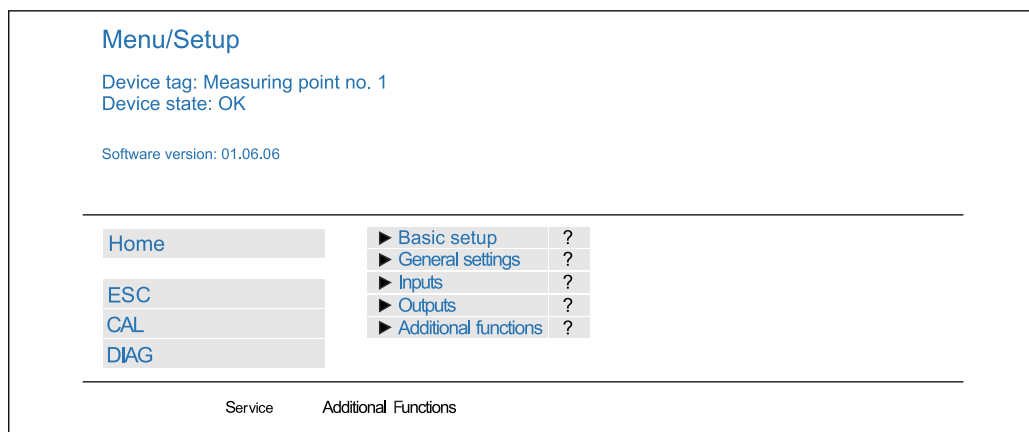 Menu/Setup
Device tag: Measuring point no. 1
Device state: OK
Software version: 01.06.06
Home
ESC
CAL
DIAG
► Basic setup ?
► General settings ?
► Inputs ?
► Outputs ?
► Additional functions ?
Service Additional Functions